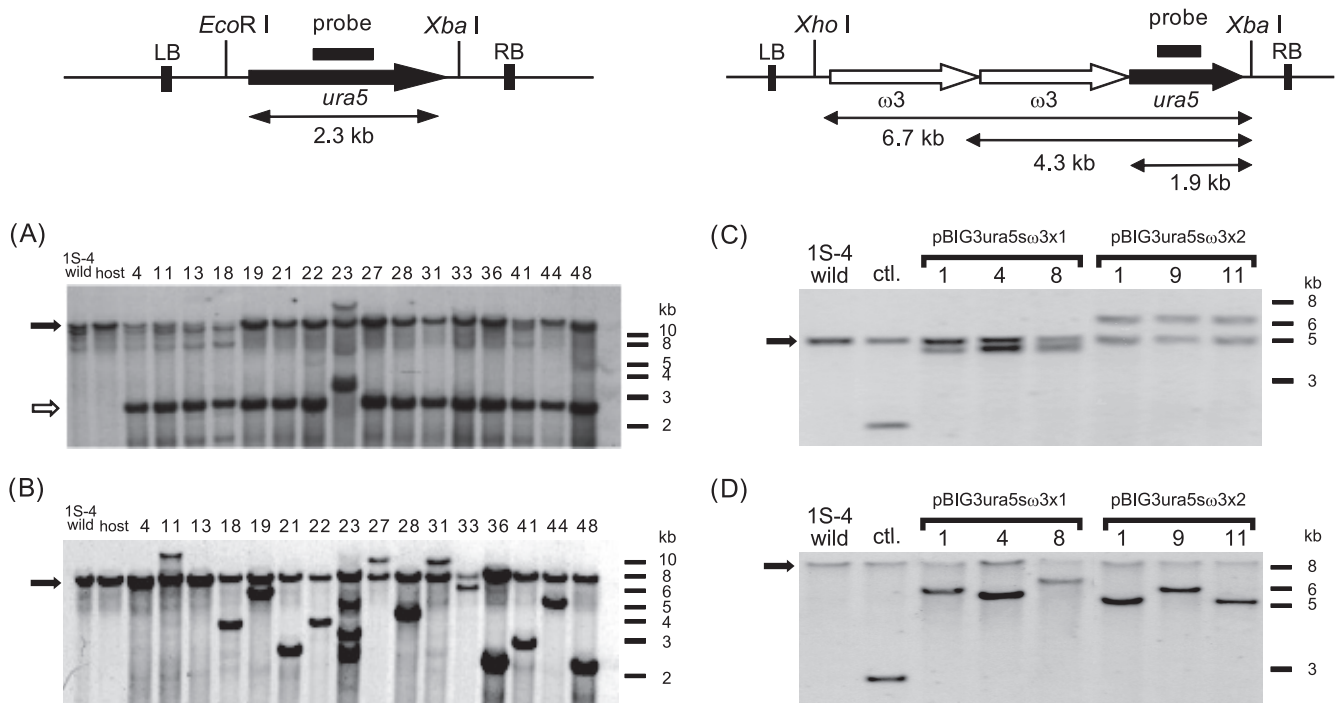 EcoR I probe Xba I
LB RB
ura5
2.3 kb
Xho I probe Xba I
LB RB
ω3 ω3 ura5
6.7 kb
4.3 kb
1.9 kb
(A)
1S-4
wild host 4 11 13 18 19 21 22 23 27 28 31 33 36 41 44 48
kb
10
8
5
4
3
2
(B)
1S-4
wild host 4 11 13 18 19 21 22 23 27 28 31 33 36 41 44 48
kb
10
8
6
5
4
3
2
(C)
pBIG3ura5sω3x1 pBIG3ura5sω3x2
1S-4
wild ctl. 1 4 8 1 9 11
kb
8
6
5
3
(D)
pBIG3ura5sω3x1 pBIG3ura5sω3x2
1S-4
wild ctl. 1 4 8 1 9 11
kb
8
6
5
3